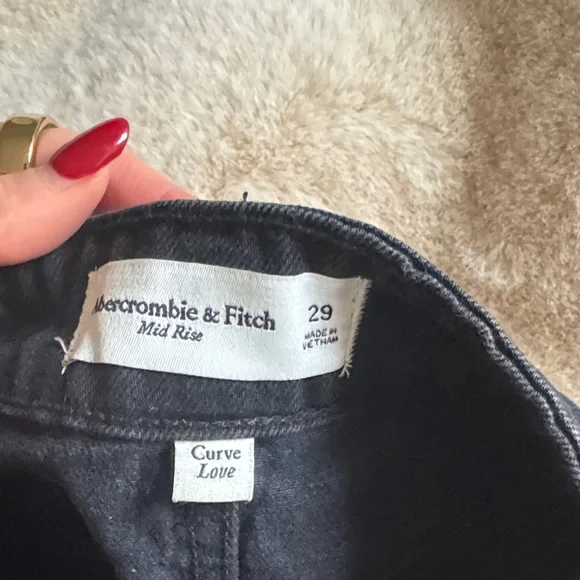 Abercrombie & Fitch
Mid Rise
29
MADE IN
VIETNAM
Curve
Love